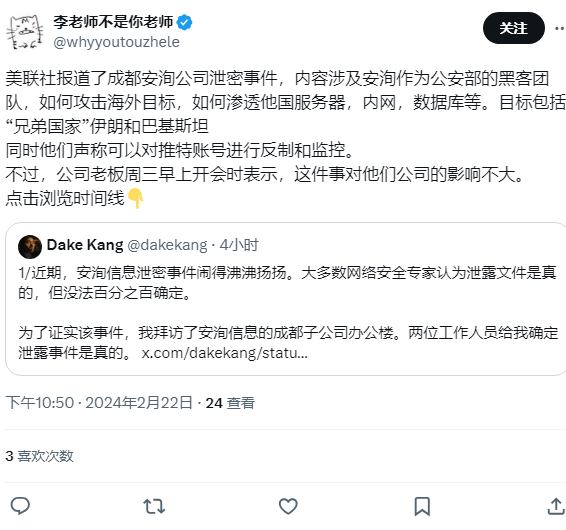 李老师不是你老师
@whyyoutouzhele
关注
美联社报道了成都安洵公司泄密事件，内容涉及安洵作为公安部的黑客团
队，如何攻击海外目标，如何渗透他国服务器，内网，数据库等。目标包括
“兄弟国家”伊朗和巴基斯坦
同时他们声称可以对推特账号进行反制和监控。
不过，公司老板周三早上开会时表示，这件事对他们公司的影响不大。
点击浏览时间线👇
Dake Kang @dakekang · 4小时
1/近期，安洵信息泄密事件闹得沸沸扬扬。大多数网络安全专家认为泄露文件是真
的，但没法百分之百确定。
为了证实该事件，我拜访了安洵信息的成都子公司办公楼。两位工作人员给我确定
泄露事件是真的。 x.com/dakekang/statu…
下午10:50 · 2024年2月22日 · 24 查看
3 喜欢次数